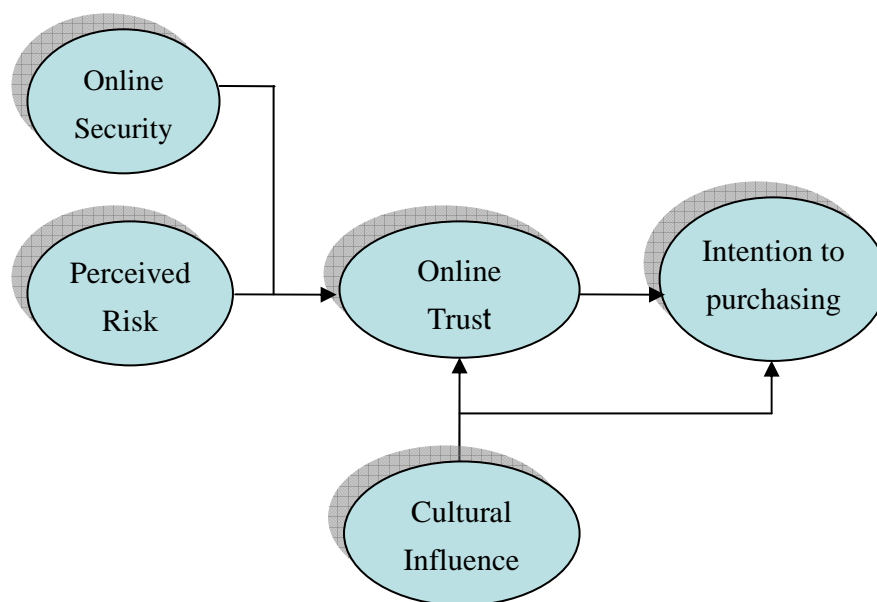 Online
Security
Perceived
Risk
Online
Trust
Intention to
purchasing
Cultural
Influence